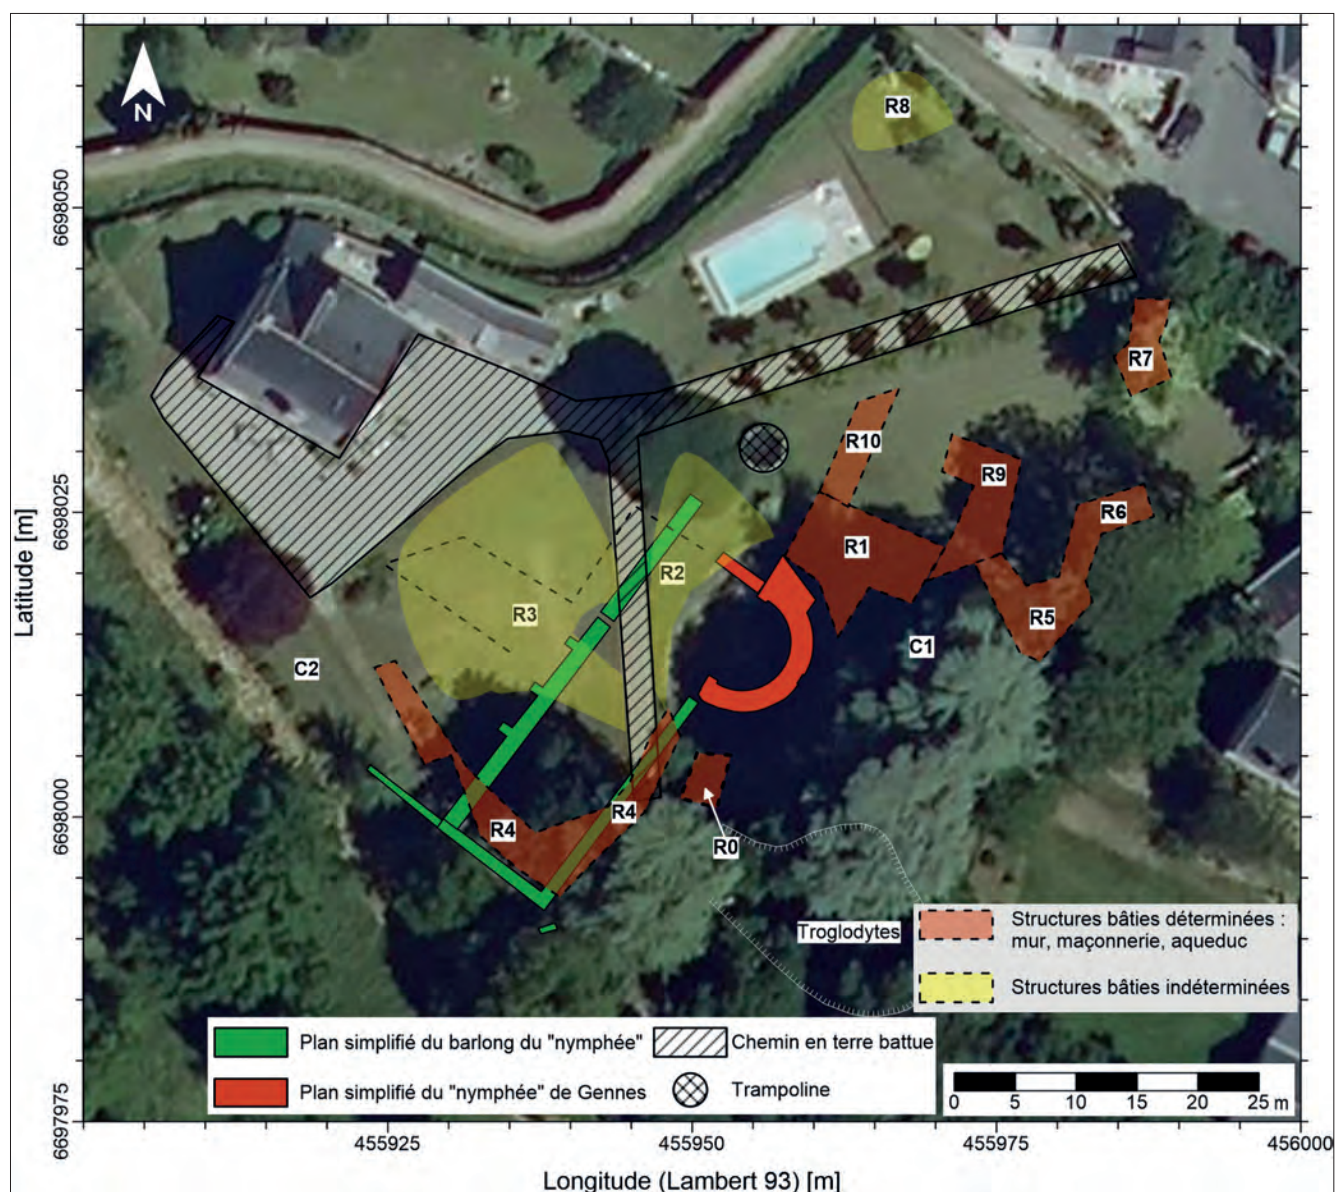 N
R8
R7
R10
R9
R6
R1
R2
R3
R5
C1
C2
R4
R4
R0
Troglodytes
Structures bâties déterminées :
mur, maçonnerie, aqueduc
Structures bâties indéterminées
Plan simplifié du barlong du "nymphée"
Chemin en terre battue
Plan simplifié du "nymphée" de Gennes
Trampoline
0 5 10 15 20 25 m
6698050
6698025
6698000
6697975
Latitude [m]
455925 455950 455975 456000
Longitude (Lambert 93) [m]